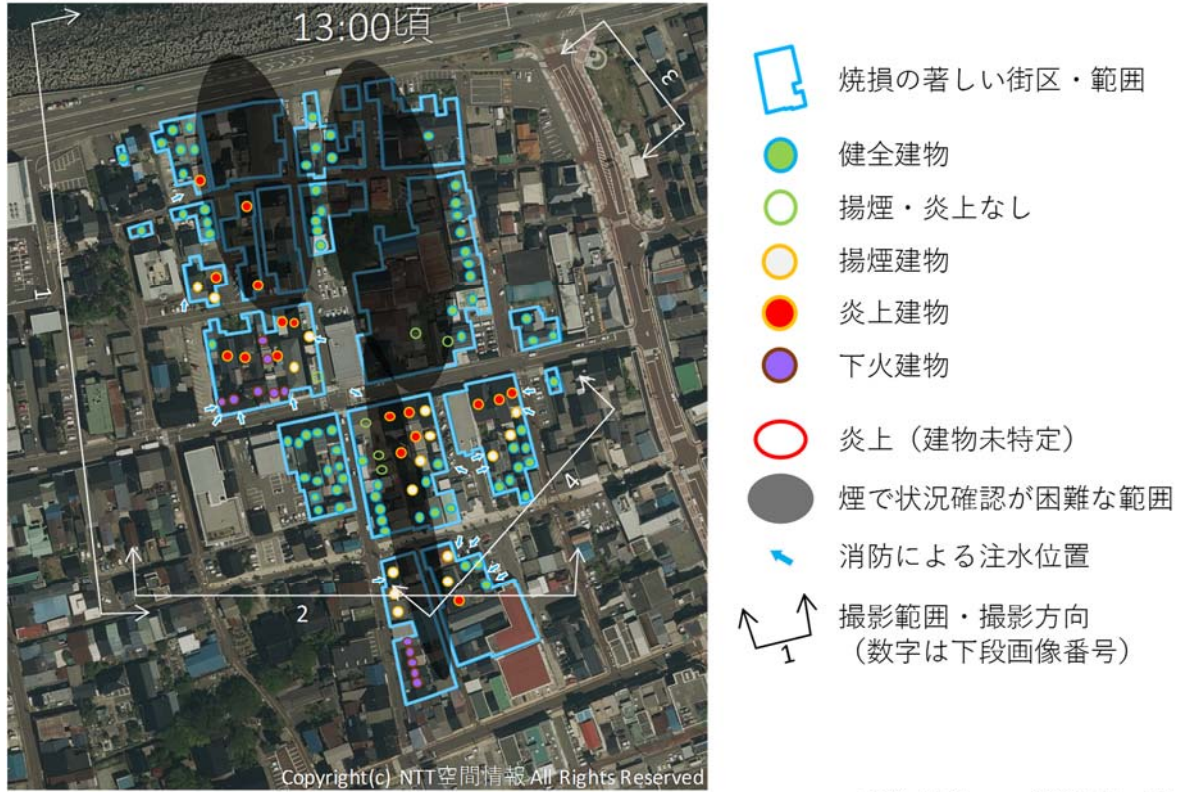 13:00頃
3
1
4
2
Copyright(c) NTT空間情報 All Rights Reserved
焼損の著しい街区・範囲
健全建物
揚煙・炎上なし
揚煙建物
炎上建物
下火建物
炎上（建物未特定）
煙で状況確認が困難な範囲
消防による注水位置
撮影範囲・撮影方向
（数字は下段画像番号）
1